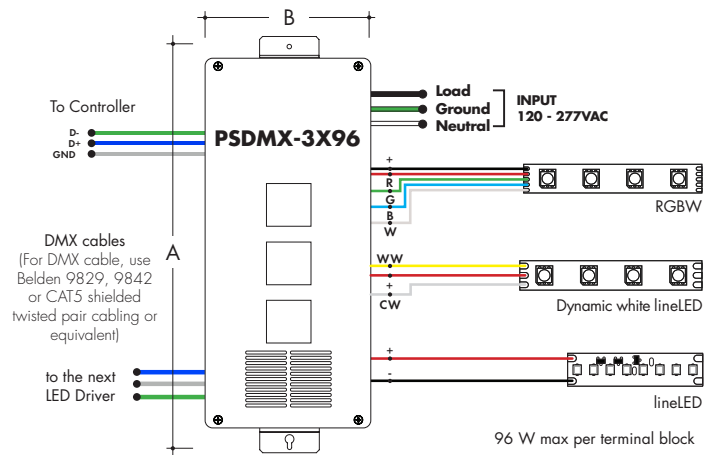 B
Load
Ground
Neutral
INPUT
120 - 277VAC
To Controller
D-
D+
GND
PSDMX-3X96
+
R
G
B
W
RGBW
DMX cables
(For DMX cable, use
Belden 9829, 9842
or CAT5 shielded
twisted pair cabling or
equivalent)
A
WW
+
CW
Dynamic white lineLED
to the next
LED Driver
+
-
lineLED
96 W max per terminal block